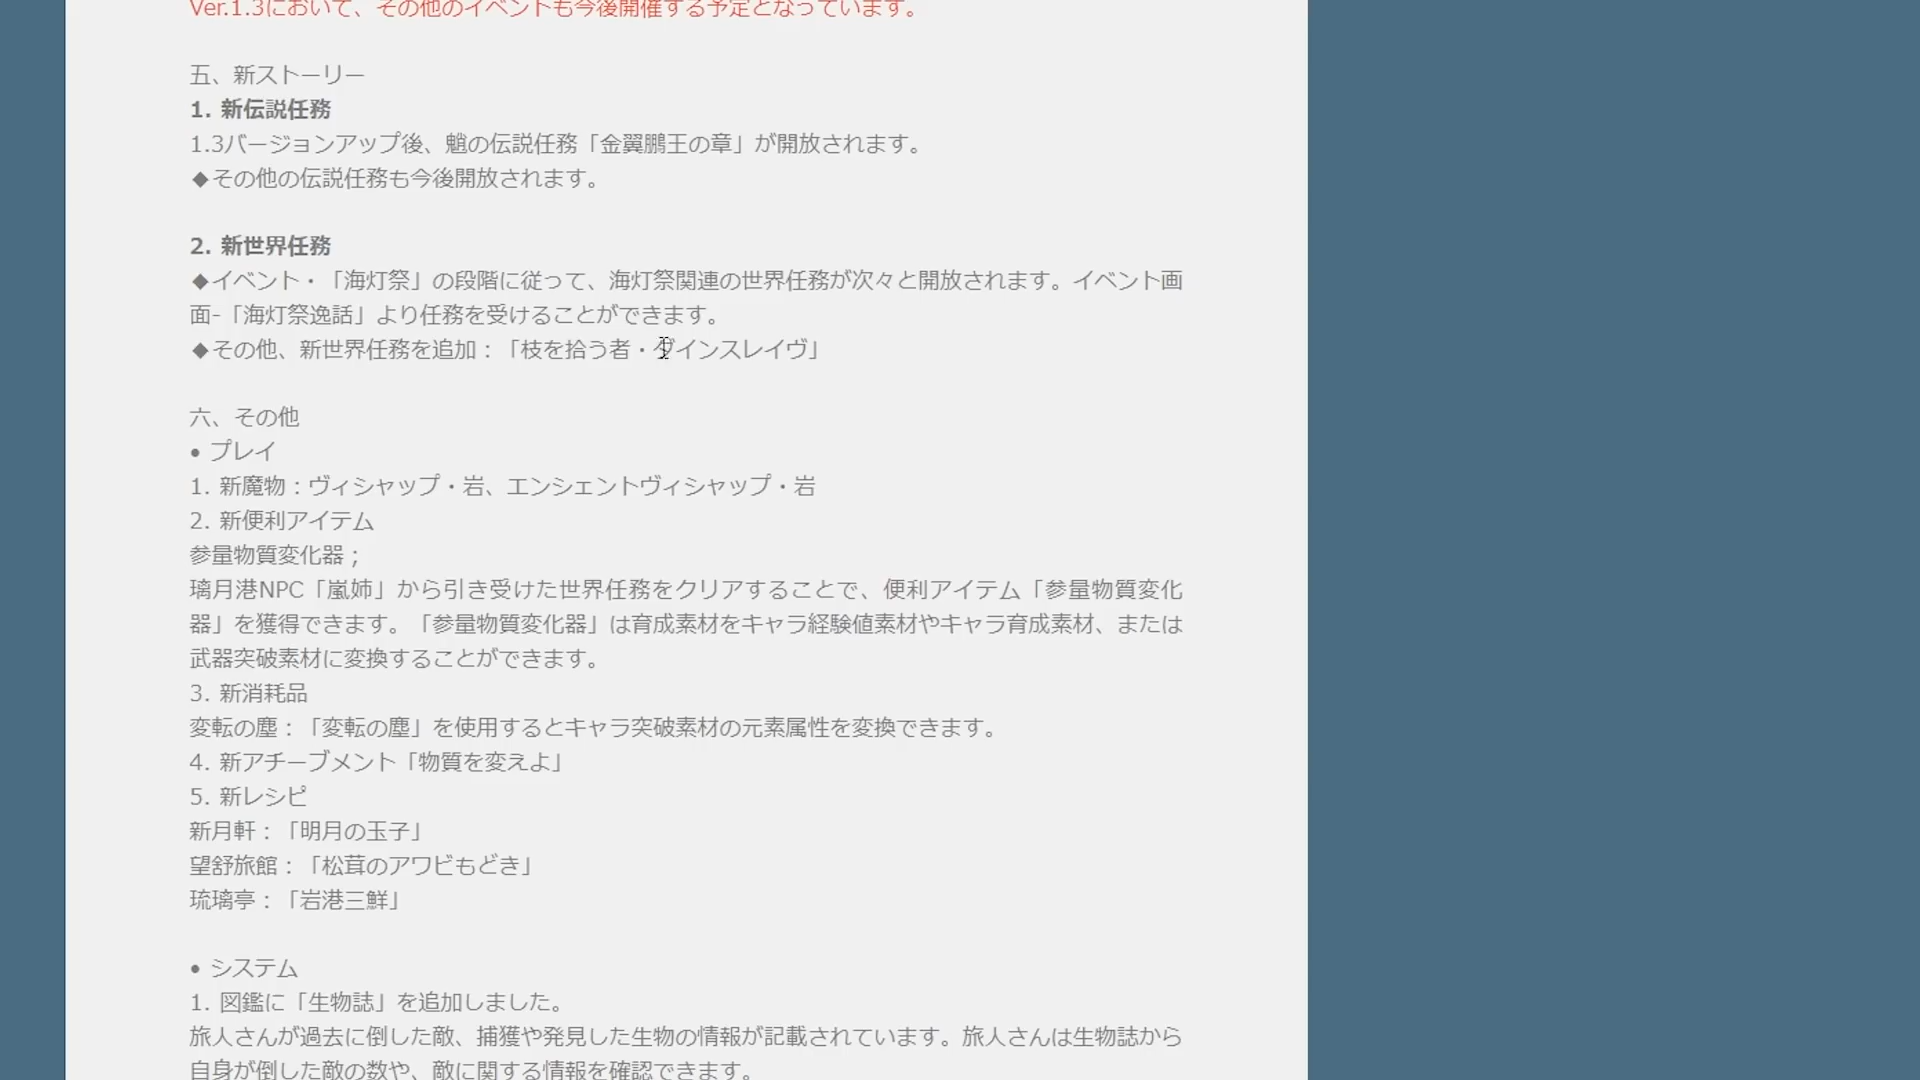 Ver.1.3において、その他のイベントも今後開催する予定となっています。
五、新ストーリー
1. 新伝説任務
1.3バージョンアップ後、魈の伝説任務「金翼鵬王の章」が開放されます。
◆その他の伝説任務も今後開放されます。
2. 新世界任務
◆イベント・「海灯祭」の段階に従って、海灯祭関連の世界任務が次々と開放されます。イベント画
面-「海灯祭逸話」より任務を受けることができます。
◆その他、新世界任務を追加：「枝を拾う者・ダインスレイヴ」
六、その他
• プレイ
1. 新魔物：ヴィシャップ・岩、エンシェントヴィシャップ・岩
2. 新便利アイテム
参量物質変化器；
璃月港NPC「嵐姉」から引き受けた世界任務をクリアすることで、便利アイテム「参量物質変化
器」を獲得できます。「参量物質変化器」は育成素材をキャラ経験値素材やキャラ育成素材、または
武器突破素材に変換することができます。
3. 新消耗品
変転の塵：「変転の塵」を使用するとキャラ突破素材の元素属性を変換できます。
4. 新アチーブメント「物質を変えよ」
5. 新レシピ
新月軒：「明月の玉子」
望舒旅館：「松茸のアワビもどき」
琉璃亭：「岩港三鮮」
• システム
1. 図鑑に「生物誌」を追加しました。
旅人さんが過去に倒した敵、捕獲や発見した生物の情報が記載されています。旅人さんは生物誌から
自身が倒した敵の数や、敵に関する情報を確認できます。